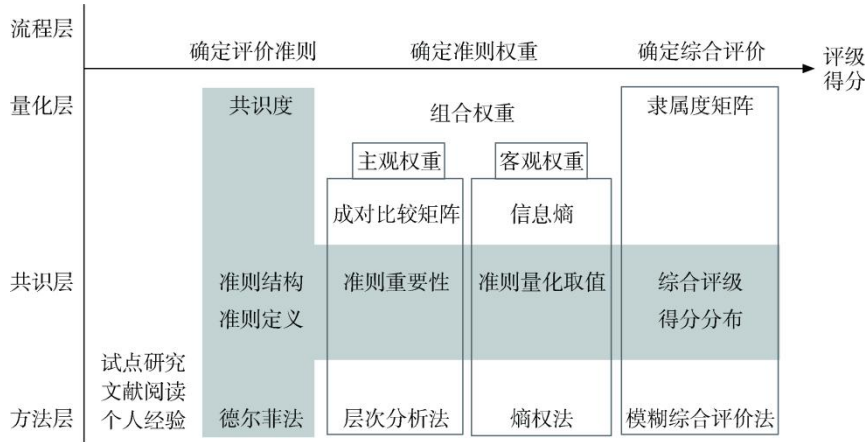 流程层
确定评价准则 确定准则权重 确定综合评价
评级
得分
量化层 共识度 组合权重 隶属度矩阵
主观权重 客观权重
成对比较矩阵 信息熵
共识层 准则结构 准则重要性 准则量化取值 综合评级
准则定义 得分分布
试点研究
文献阅读
方法层 个人经验 德尔菲法 层次分析法 熵权法 模糊综合评价法